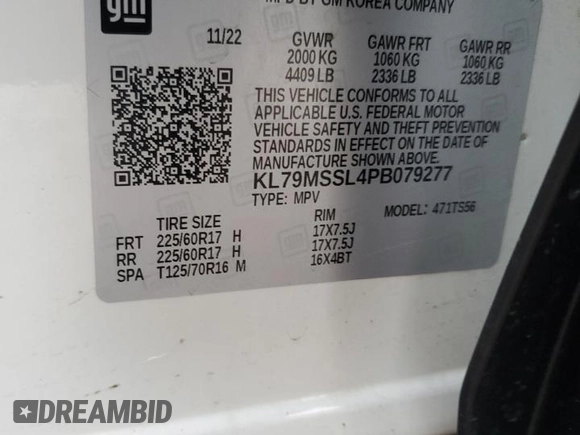 gm
MFD BY GM KOREA COMPANY
11/22 GVWR GAWR FRT GAWR RR
2000 KG 1060 KG 1060 KG
4409 LB 2336 LB 2336 LB
THIS VEHICLE CONFORMS TO ALL
APPLICABLE U.S. FEDERAL MOTOR
VEHICLE SAFETY AND THEFT PREVENTION
STANDARDS IN EFFECT ON THE DATE OF
MANUFACTURE SHOWN ABOVE.
KL79MSSL4PB079277
TYPE: MPV MODEL: 471TS56
TIRE SIZE RIM
FRT 225/60R17 H 17X7.5J
RR 225/60R17 H 17X7.5J
SPA T125/70R16 M 16X4BT
DREAMBID